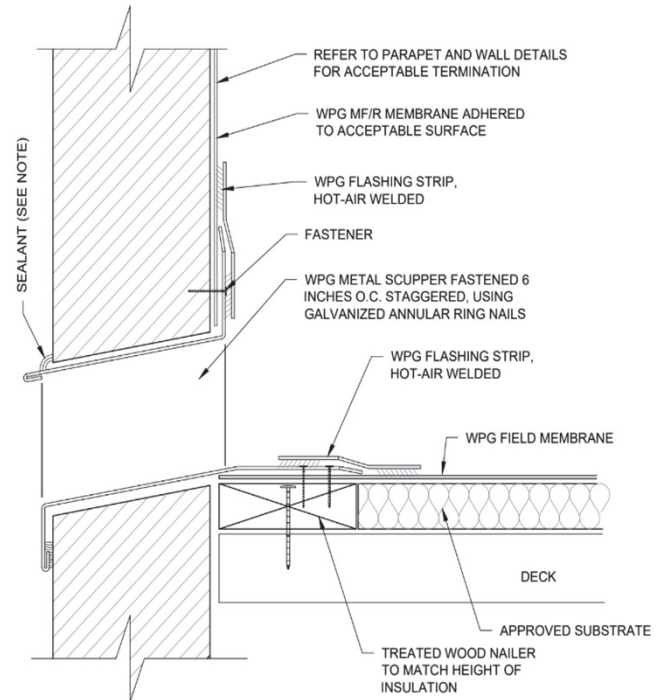 REFER TO PARAPET AND WALL DETAILS
FOR ACCEPTABLE TERMINATION
WPG MF/R MEMBRANE ADHERED
TO ACCEPTABLE SURFACE
WPG FLASHING STRIP,
HOT-AIR WELDED
SEALANT (SEE NOTE)
FASTENER
WPG METAL SCUPPER FASTENED 6
INCHES O.C. STAGGERED, USING
GALVANIZED ANNULAR RING NAILS
WPG FLASHING STRIP,
HOT-AIR WELDED
WPG FIELD MEMBRANE
DECK
APPROVED SUBSTRATE
TREATED WOOD NAILER
TO MATCH HEIGHT OF
INSULATION